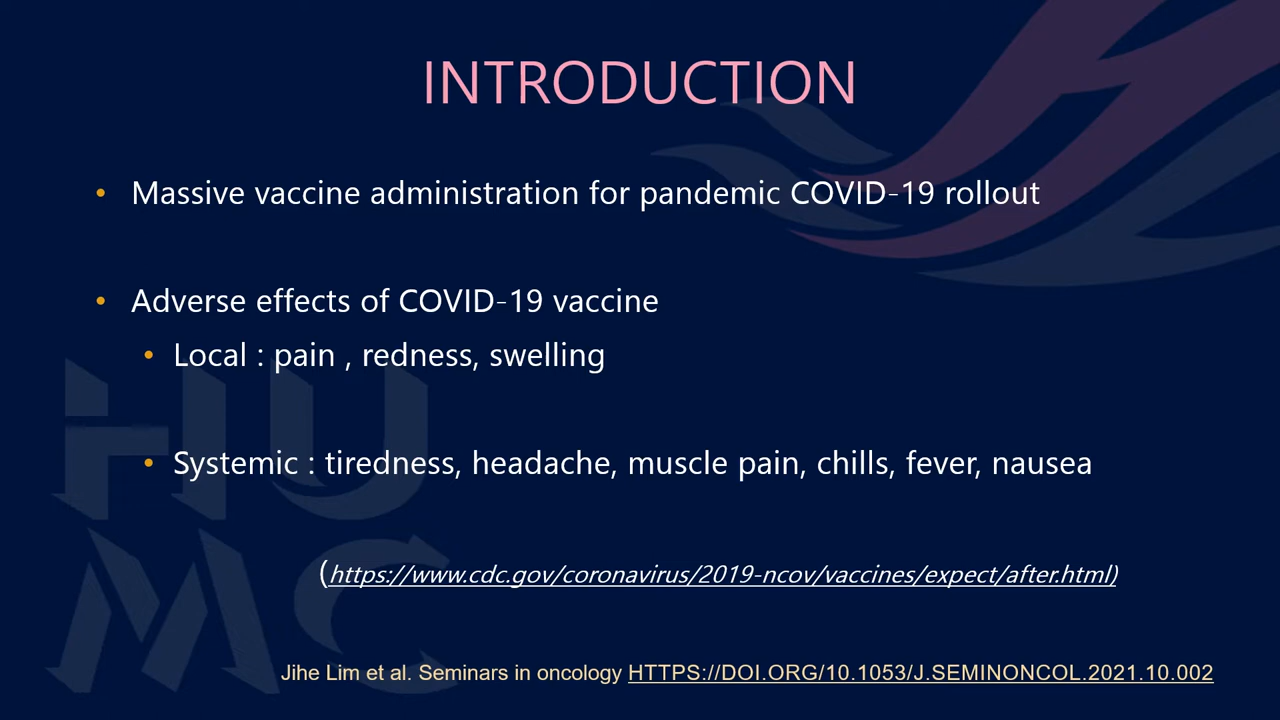 INTRODUCTION
• Massive vaccine administration for pandemic COVID-19 rollout
• Adverse effects of COVID-19 vaccine
• Local : pain , redness, swelling
• Systemic : tiredness, headache, muscle pain, chills, fever, nausea
(https://www.cdc.gov/coronavirus/2019-ncov/vaccines/expect/after.html)
Jihe Lim et al. Seminars in oncology HTTPS://DOI.ORG/10.1053/J.SEMINONCOL.2021.10.002
HU
MC